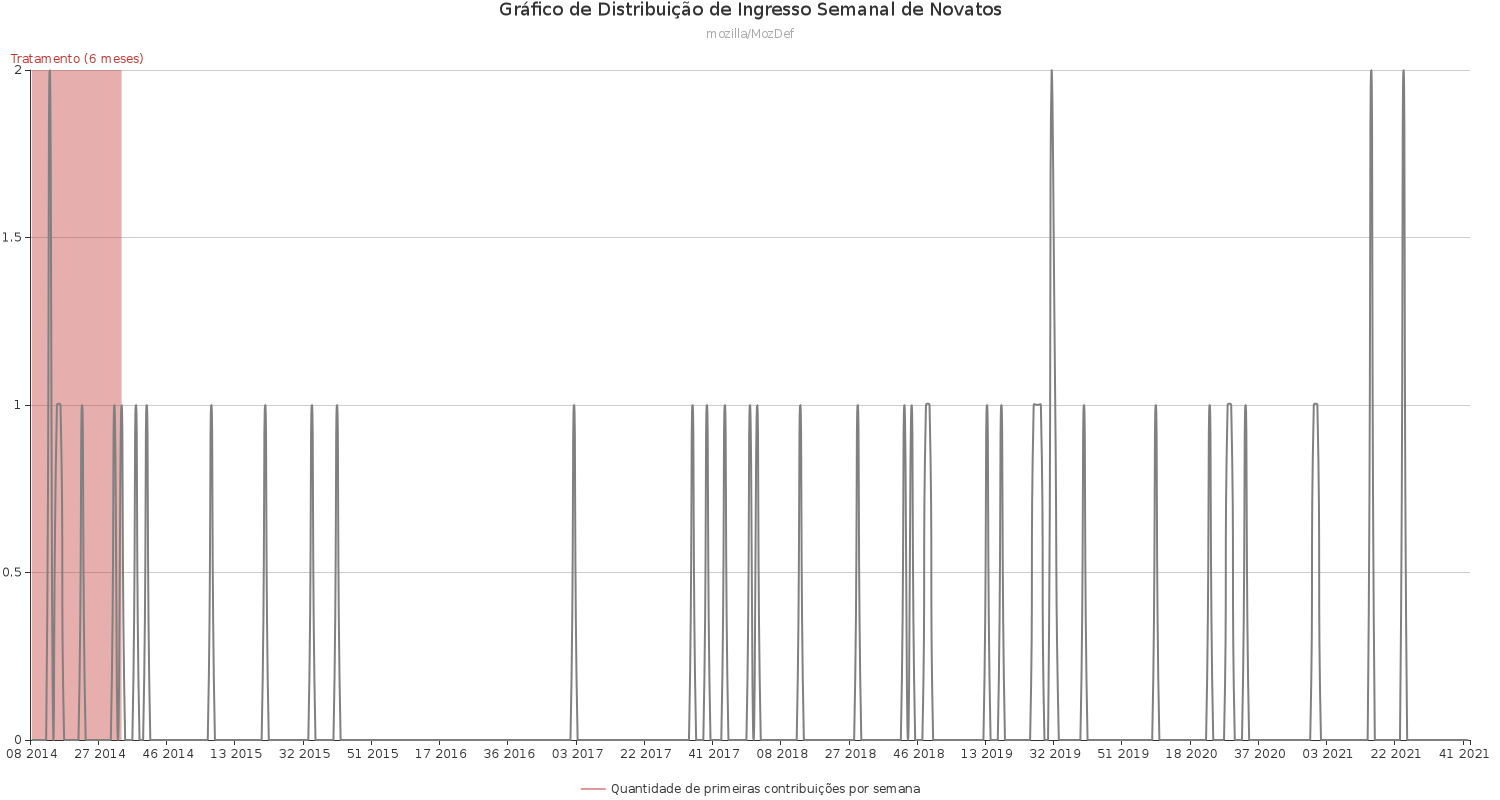 Gráfico de Distribuição de Ingresso Semanal de Novatos
mozilla/MozDef
Tratamento (6 meses)
2
1.5
1
0.5
0
08 2014 27 2014 46 2014 13 2015 32 2015 51 2015 17 2016 36 2016 03 2017 22 2017 41 2017 08 2018 27 2018 46 2018 13 2019 32 2019 51 2019 18 2020 37 2020 03 2021 22 2021 41 2021
Quantidade de primeiras contribuições por semana